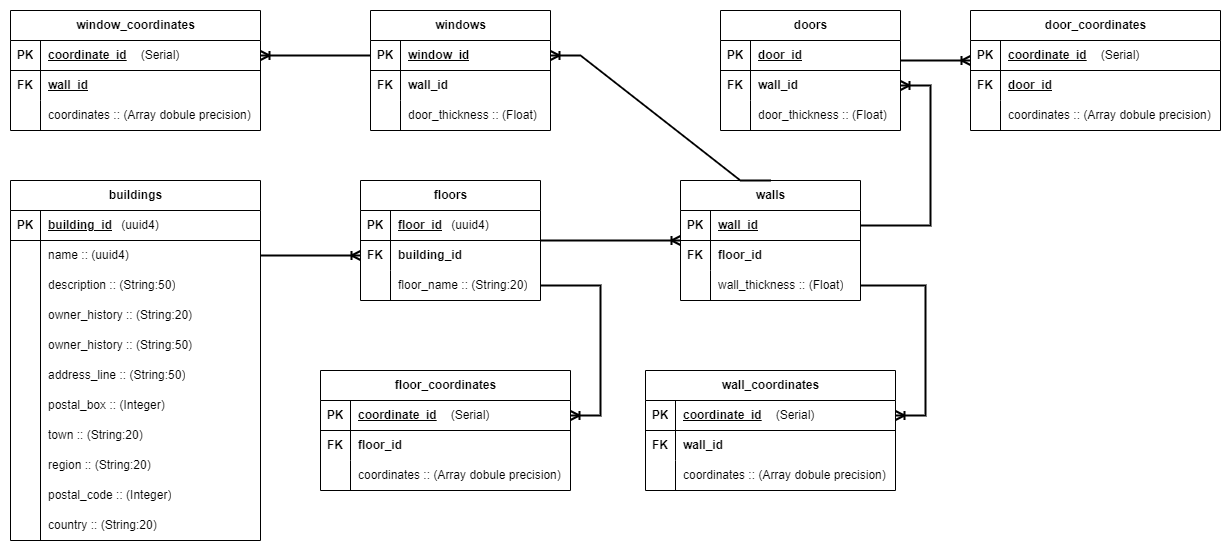 window_coordinates
PK coordinate_id (Serial)
FK wall_id
coordinates :: (Array dobule precision)
windows
PK window_id
FK wall_id
door_thickness :: (Float)
doors
PK door_id
FK wall_id
door_thickness :: (Float)
door_coordinates
PK coordinate_id (Serial)
FK door_id
coordinates :: (Array dobule precision)
buildings
PK building_id (uuid4)
name :: (uuid4)
description :: (String:50)
owner_history :: (String:20)
owner_history :: (String:50)
address_line :: (String:50)
postal_box :: (Integer)
town :: (String:20)
region :: (String:20)
postal_code :: (Integer)
country :: (String:20)
floors
PK floor_id (uuid4)
FK building_id
floor_name :: (String:20)
walls
PK wall_id
FK floor_id
wall_thickness :: (Float)
floor_coordinates
PK coordinate_id (Serial)
FK floor_id
coordinates :: (Array dobule precision)
wall_coordinates
PK coordinate_id (Serial)
FK wall_id
coordinates :: (Array dobule precision)